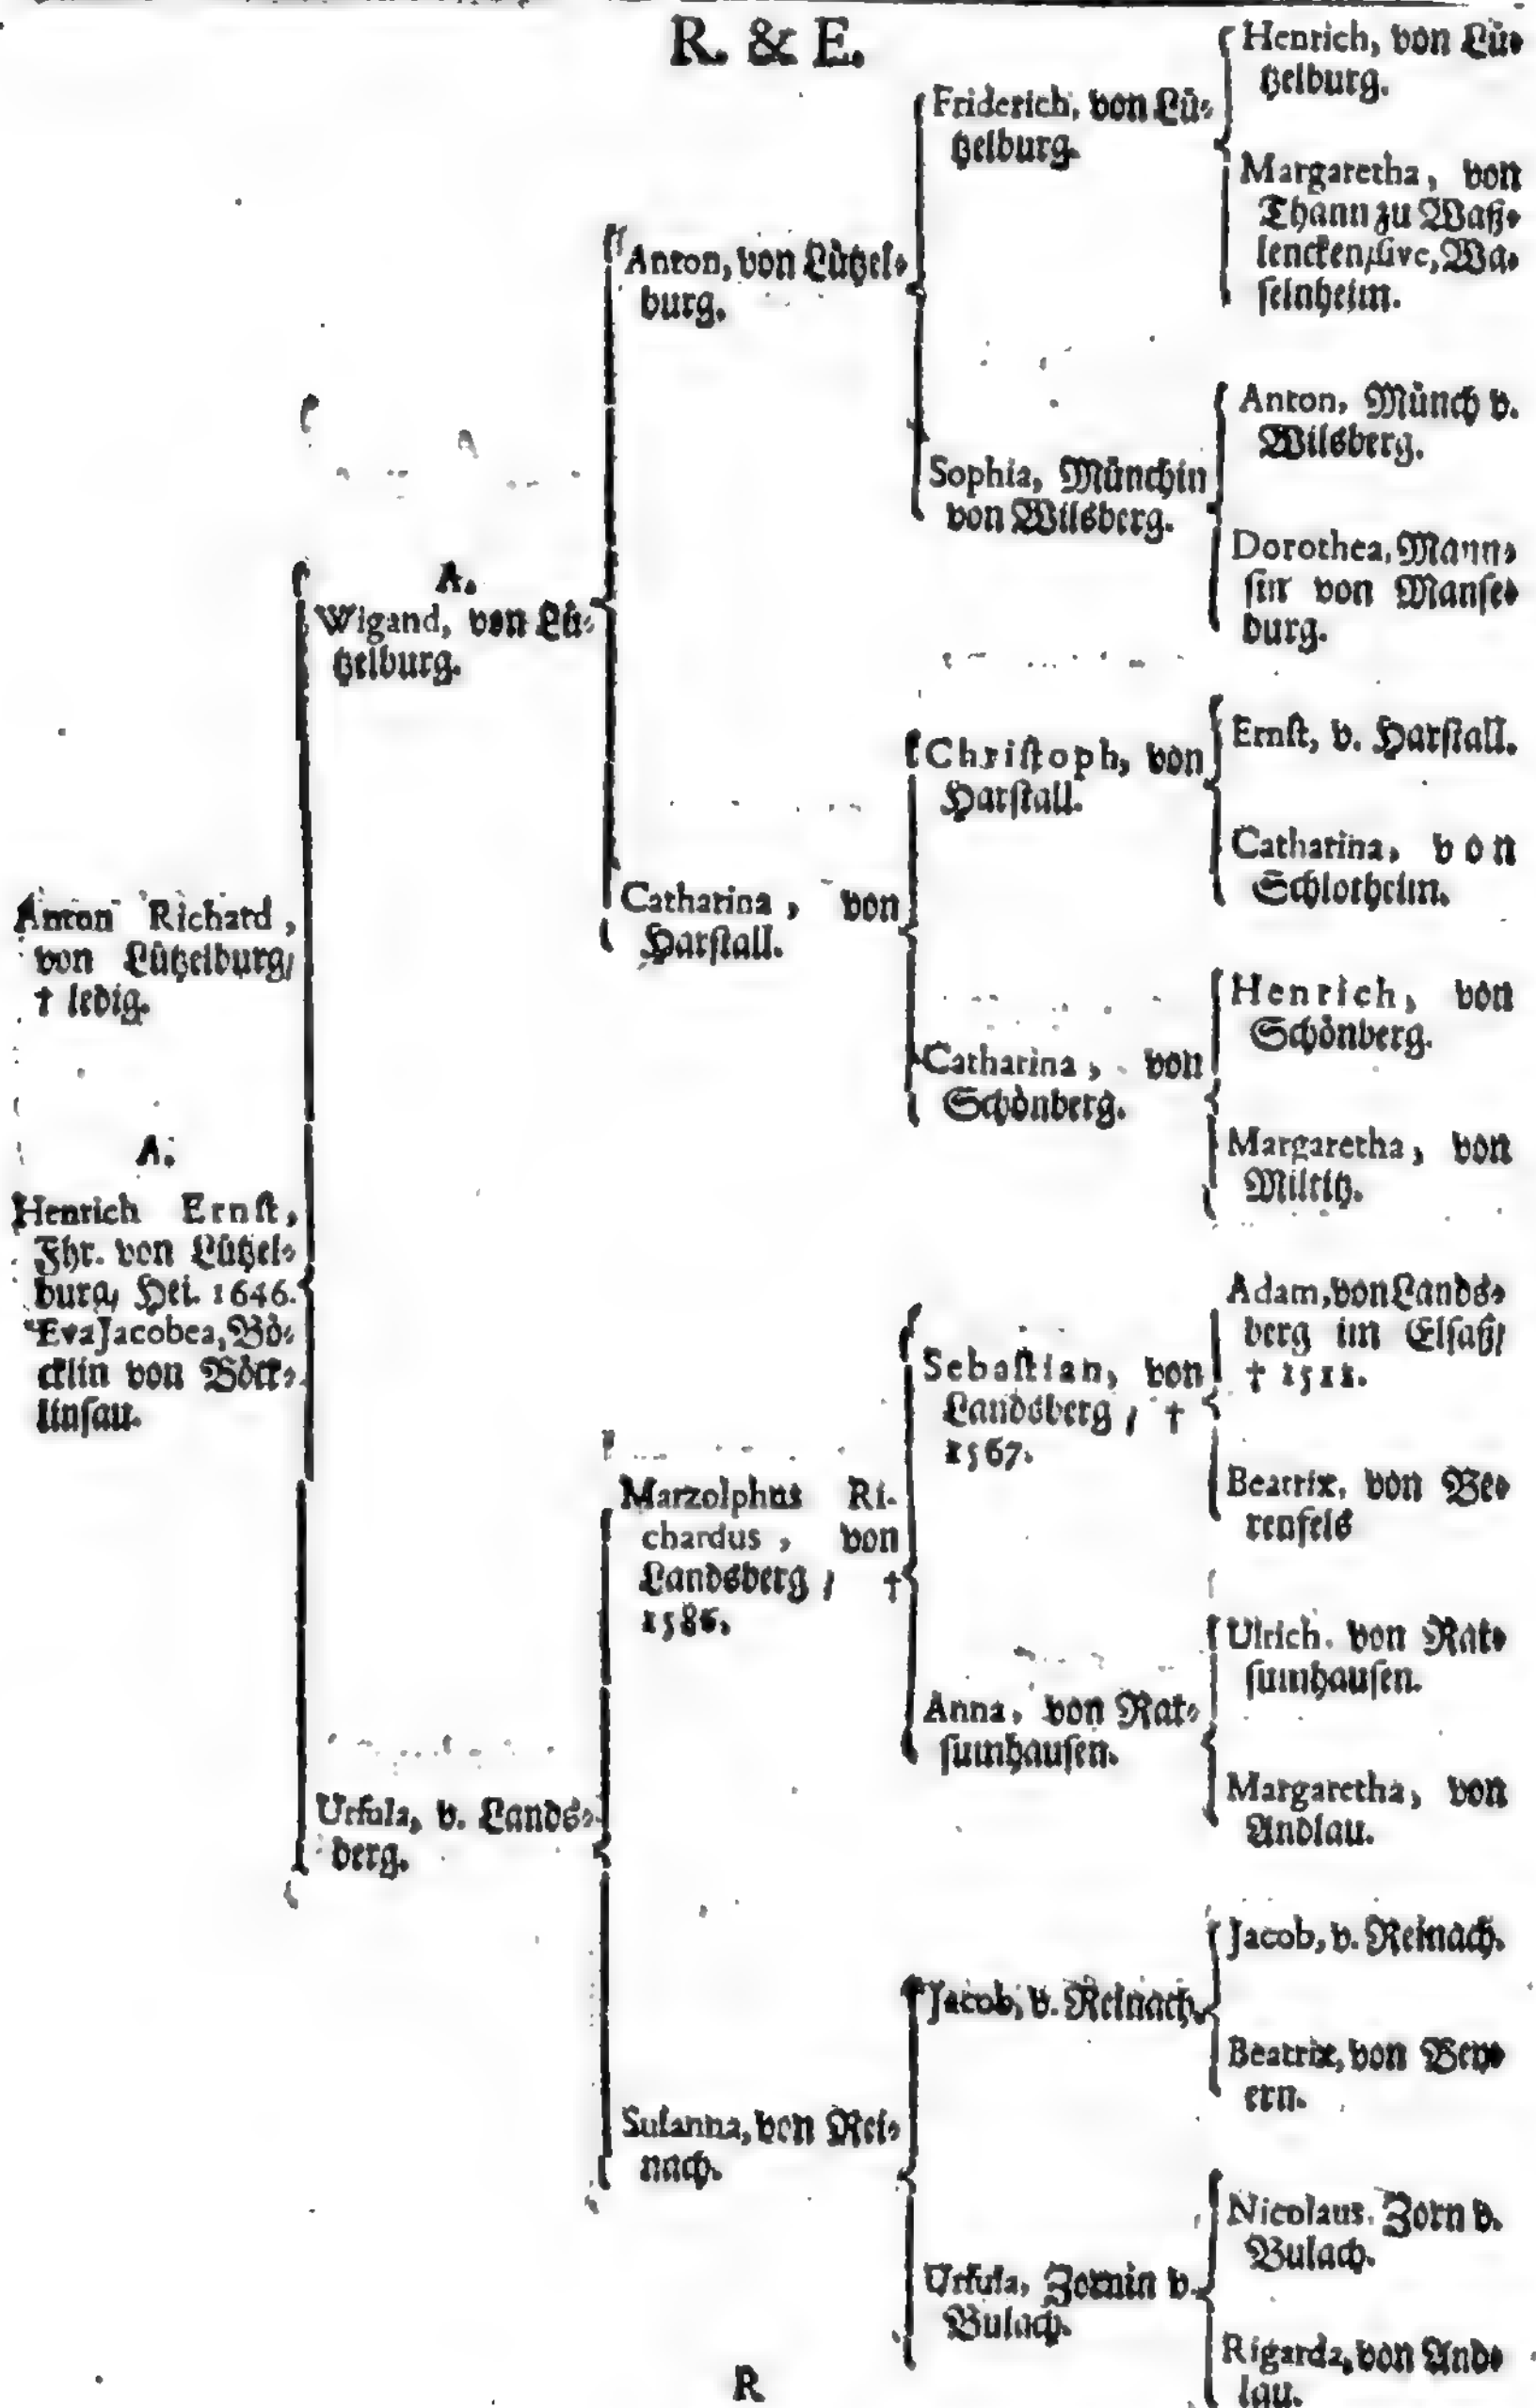 R. & E.
Anton Richard,
von Lützelburg/
† ledig.
A.
Henrich Ernst,
Fhr. von Lützel-
burg, Hei. 1646.
Eva Jacobea, Bö-
cklin von Böck-
linsau.
A.
Wigand, von Lü-
tzelburg.
Ursula, v. Lands-
berg.
Anton, von Lützel-
burg.
Catharina, von
Harstall.
Marzolphus Ri-
chardus, von
Landsberg, †
1586.
Susanna, von Rei-
nach.
Friderich, von Lü-
tzelburg.
Sophia, Münchin
von Wilsberg.
Christoph, von
Harstall.
Catharina, von
Schönberg.
Sebastian, von
Landsberg, †
1567.
Anna, von Rat-
sumhausen.
Jacob, v. Reinach.
Ursula, Zornin v.
Bulach.
Henrich, von Lü-
tzelburg.
Margaretha, von
Thann zu Waß-
lencken, sive, Wa-
selnheim.
Anton, Münch v.
Wilsberg.
Dorothea, Mann-
sin von Manse-
burg.
Ernst, v. Harstall.
Catharina, von
Schlotheim.
Henrich, von
Schönberg.
Margaretha, von
Miltitz.
Adam, von Lands-
berg im Elsaß/
†
Beatrix, von Be-
renfels
Ulrich, von Rat-
sumhausen.
Margaretha, von
Andlau.
Jacob, v. Reinach.
Beatrix, von Bey-
ern.
Nicolaus, Zorn v.
Bulach.
Rigarda, von And-
lau.
R